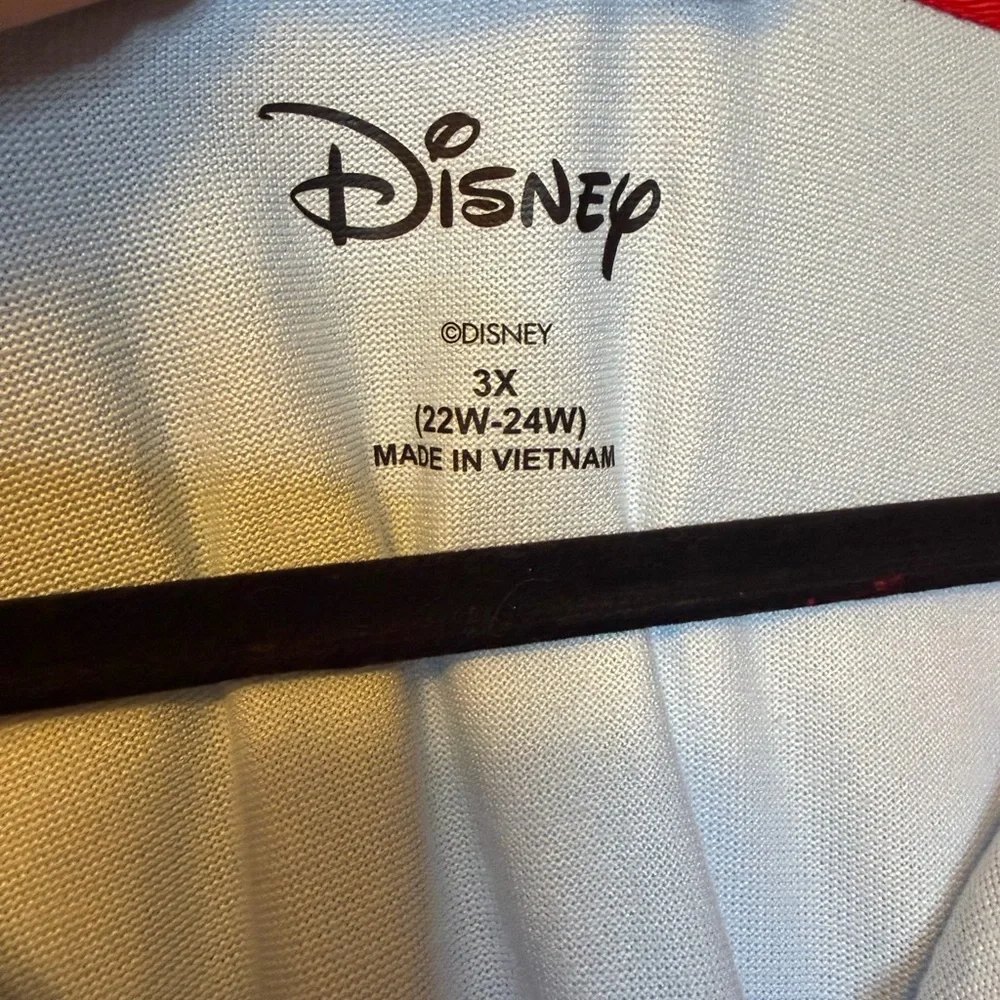 Disney
©DISNEY
3X
(22W-24W)
MADE IN VIETNAM